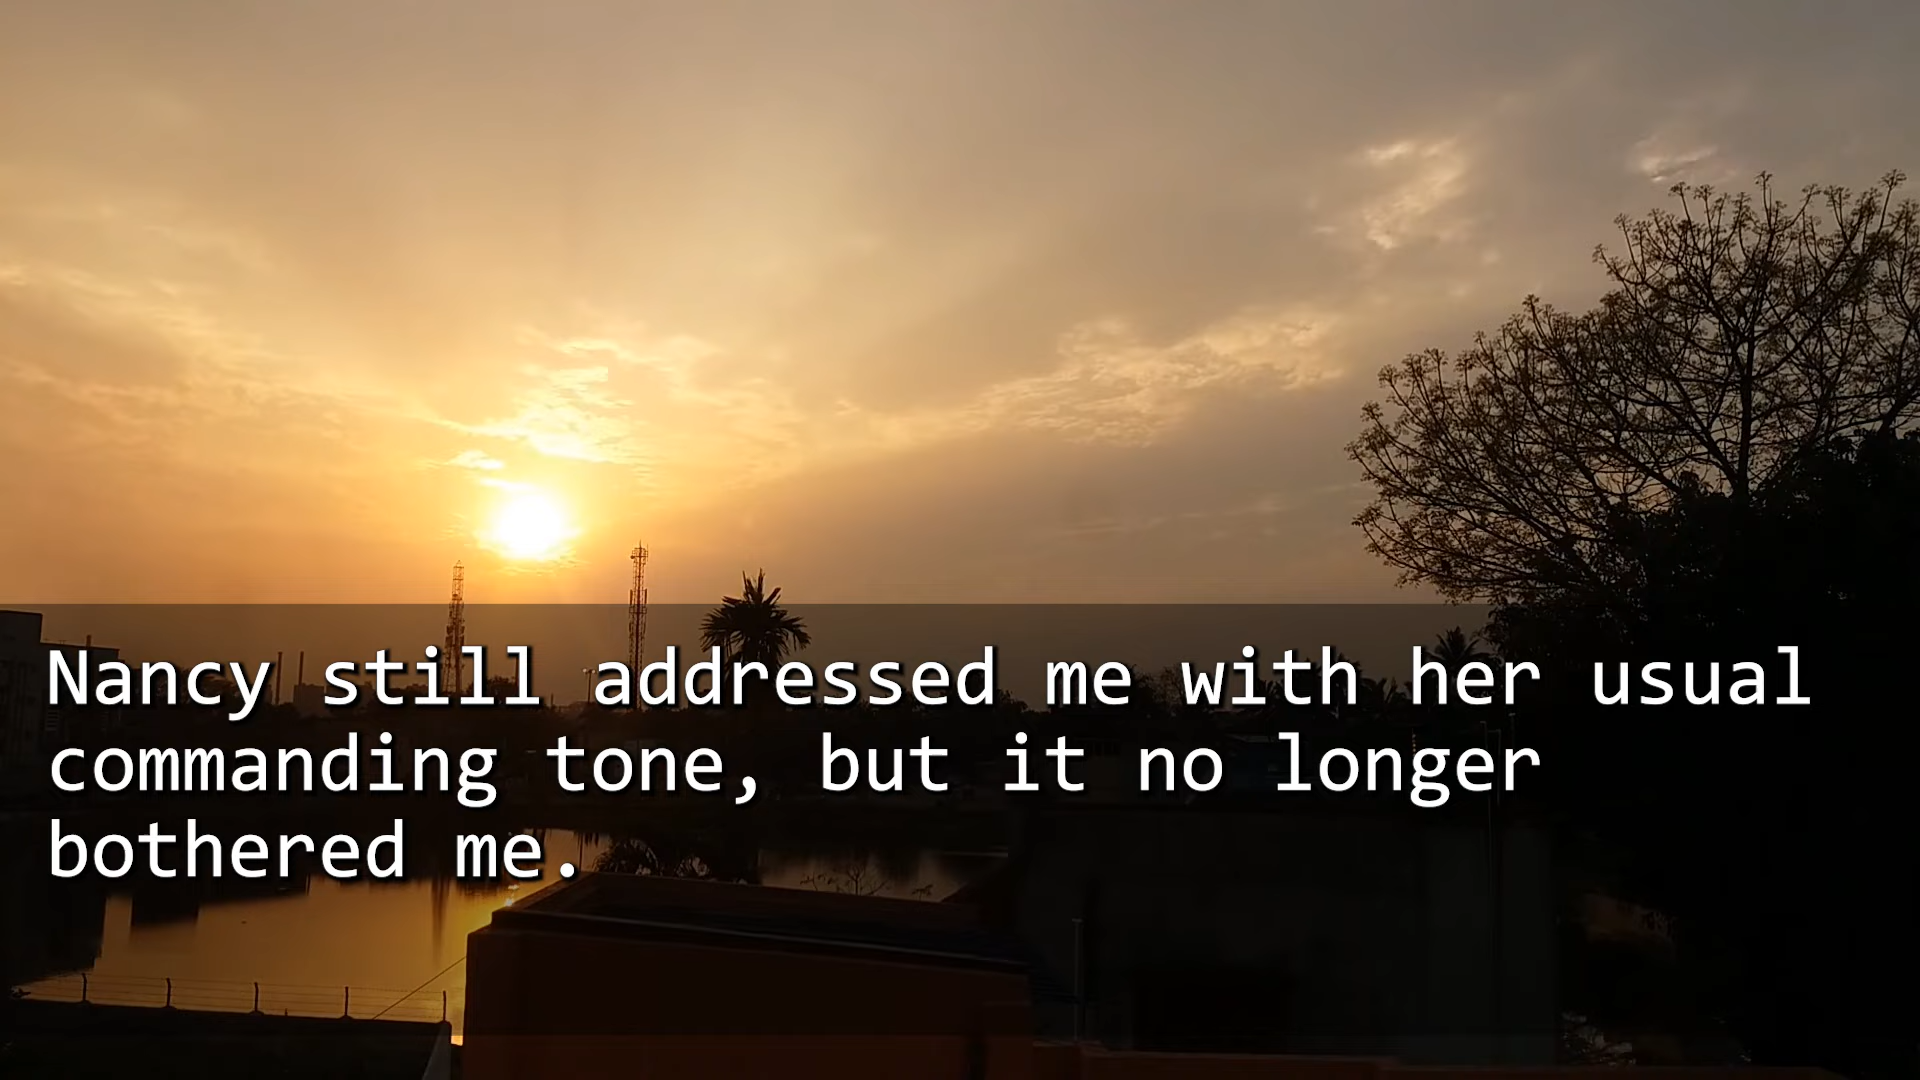 Nancy still addressed me with her usual
commanding tone, but it no longer
bothered me.